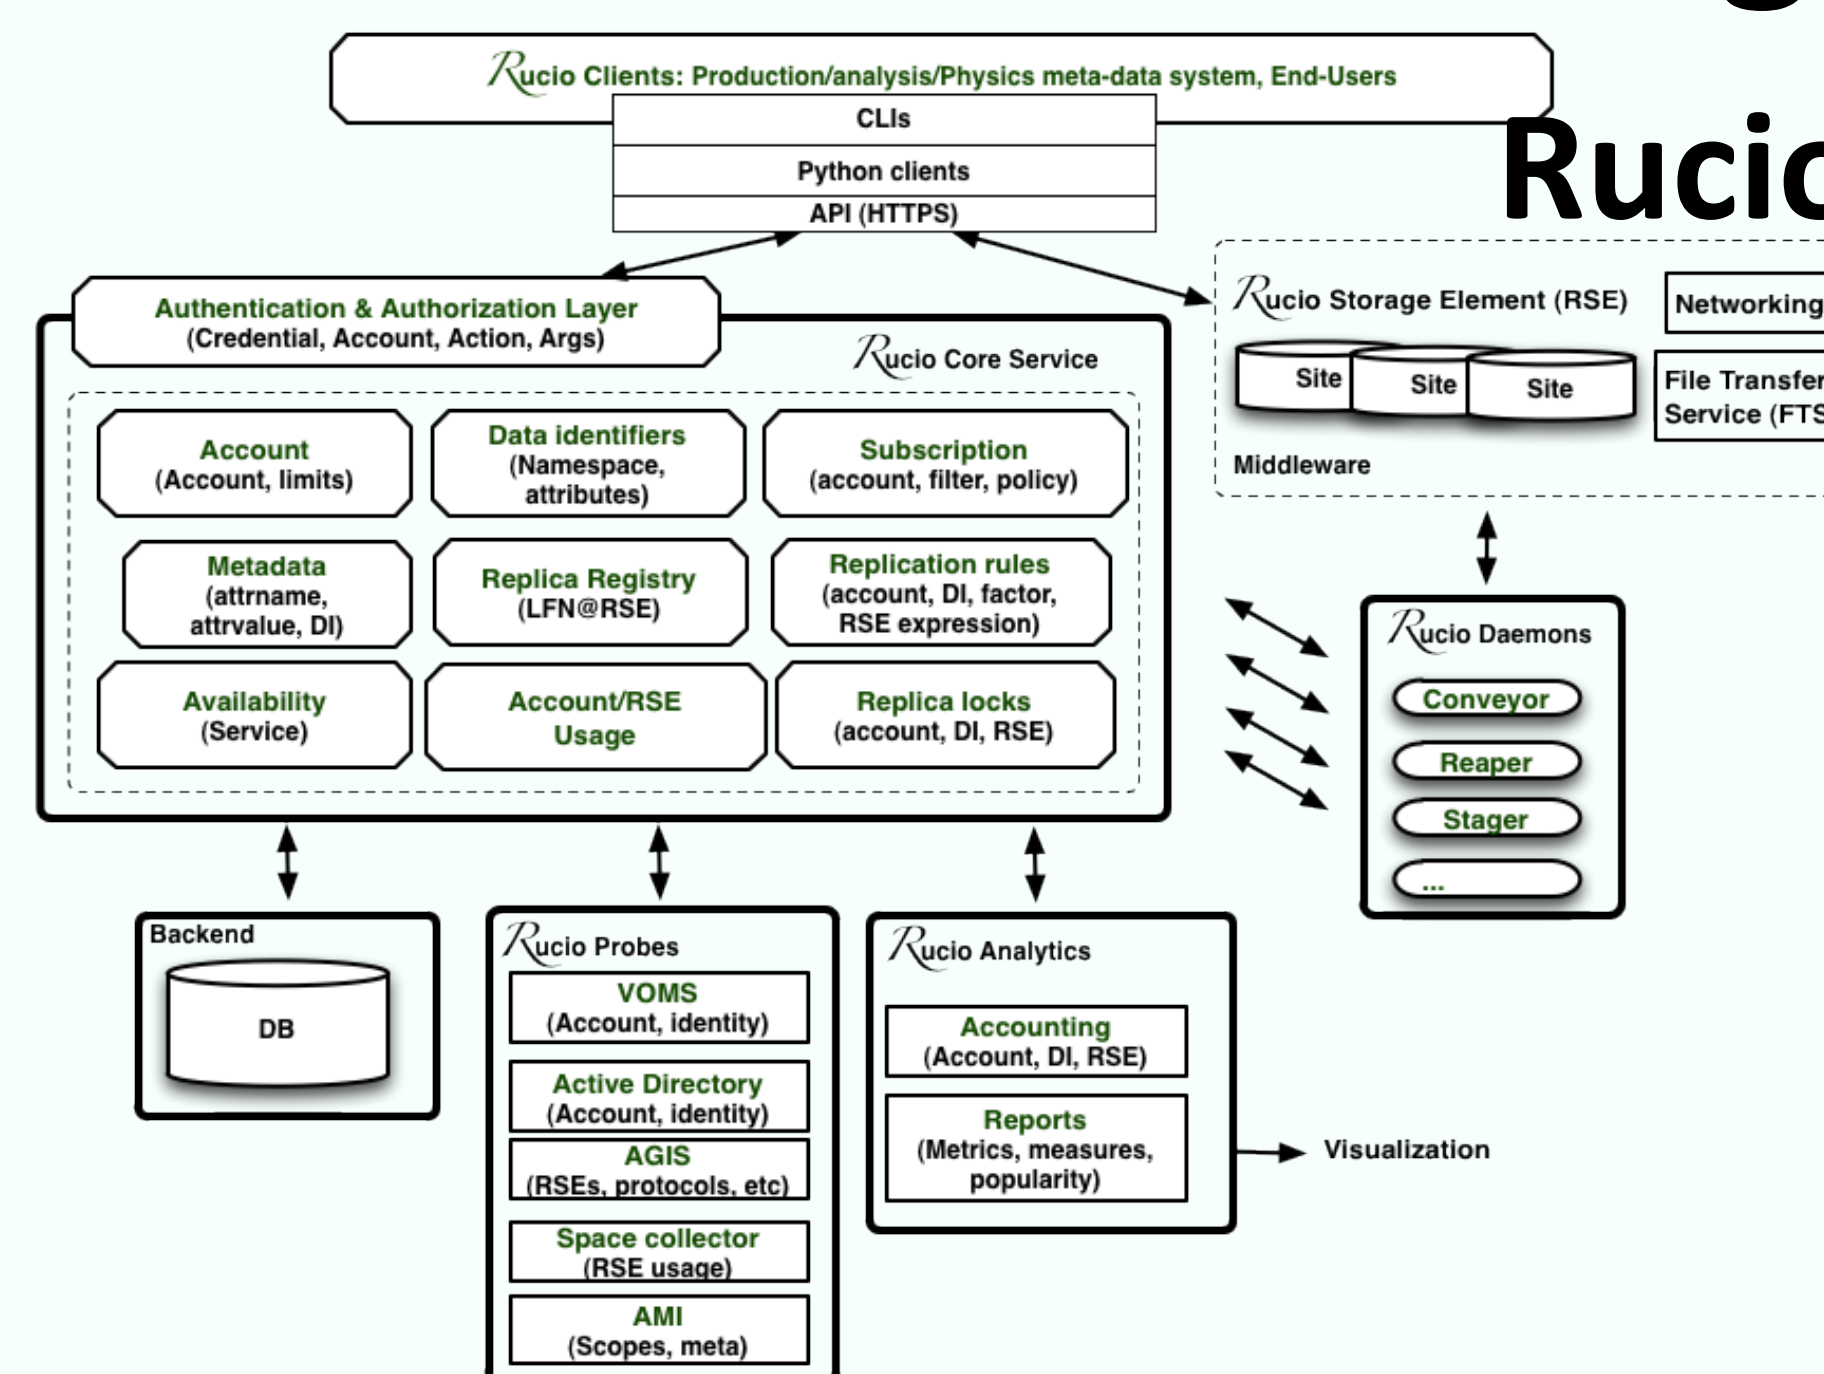 Rucio Clients: Production/analysis/Physics meta-data system, End-Users
CLIs
Python clients
API (HTTPS)
Rucio
Authentication & Authorization Layer
(Credential, Account, Action, Args)
Rucio Core Service
Account
(Account, limits)
Data identifiers
(Namespace,
attributes)
Subscription
(account, filter, policy)
Metadata
(attrname,
attrvalue, DI)
Replica Registry
(LFN@RSE)
Replication rules
(account, DI, factor,
RSE expression)
Availability
(Service)
Account/RSE
Usage
Replica locks
(account, DI, RSE)
Rucio Storage Element (RSE)
Networking
Site
Site
Site
File Transfer
Service (FTS
Middleware
Rucio Daemons
Conveyor
Reaper
Stager
...
Backend
DB
Rucio Probes
VOMS
(Account, identity)
Active Directory
(Account, identity)
AGIS
(RSEs, protocols, etc)
Space collector
(RSE usage)
AMI
(Scopes, meta)
Rucio Analytics
Accounting
(Account, DI, RSE)
Reports
(Metrics, measures,
popularity)
Visualization